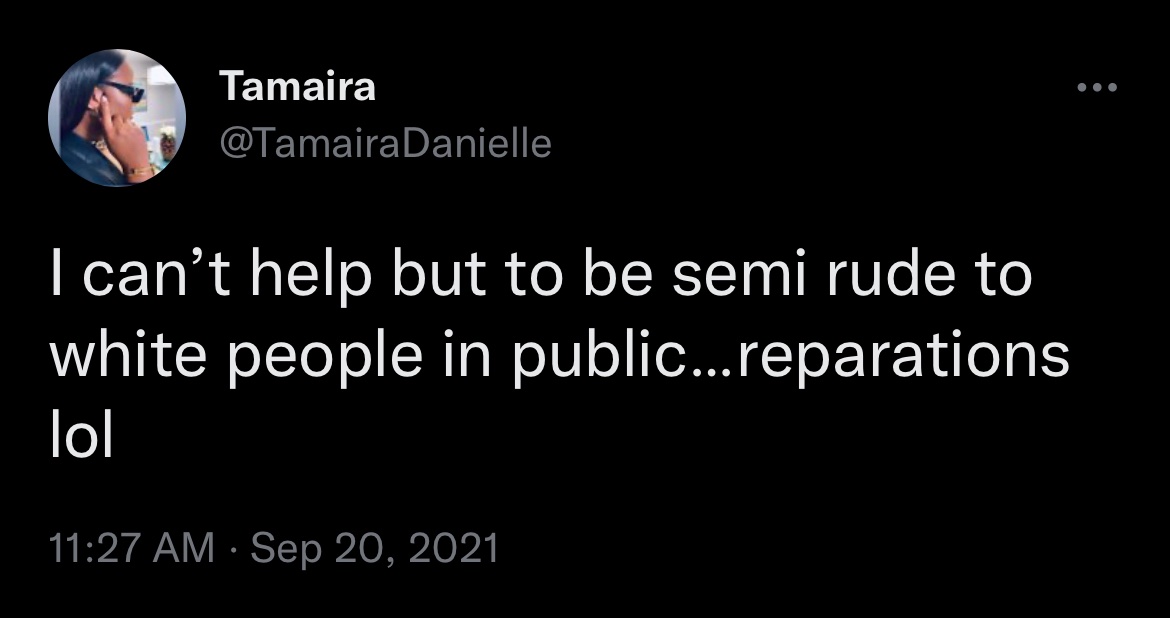 Tamaira
@TamairaDanielle
I can’t help but to be semi rude to
white people in public...reparations
lol
11:27 AM · Sep 20, 2021